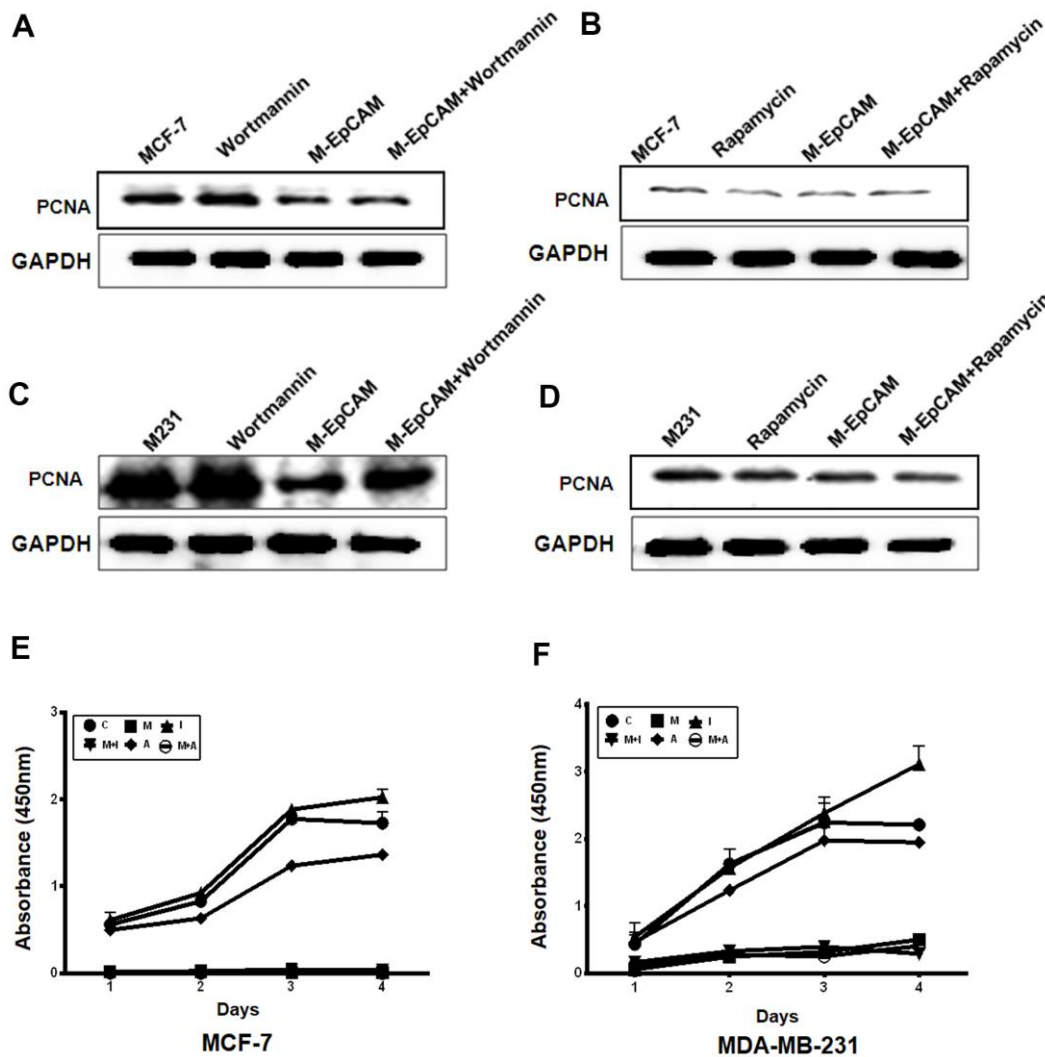 A
MCF-7
Wortmannin
M-EpCAM
M-EpCAM+Wortmannin
PCNA
GAPDH
B
MCF-7
Rapamycin
M-EpCAM
M-EpCAM+Rapamycin
PCNA
GAPDH
C
M231
Wortmannin
M-EpCAM
M-EpCAM+Wortmannin
PCNA
GAPDH
D
M231
Rapamycin
M-EpCAM
M-EpCAM+Rapamycin
PCNA
GAPDH
E
Absorbance (450nm)
3
2
1
0
C M I
M+I A M+A
1 2 3 4
Days
MCF-7
F
Absorbance (450nm)
4
3
2
1
0
C M I
M+I A M+A
1 2 3 4
Days
MDA-MB-231